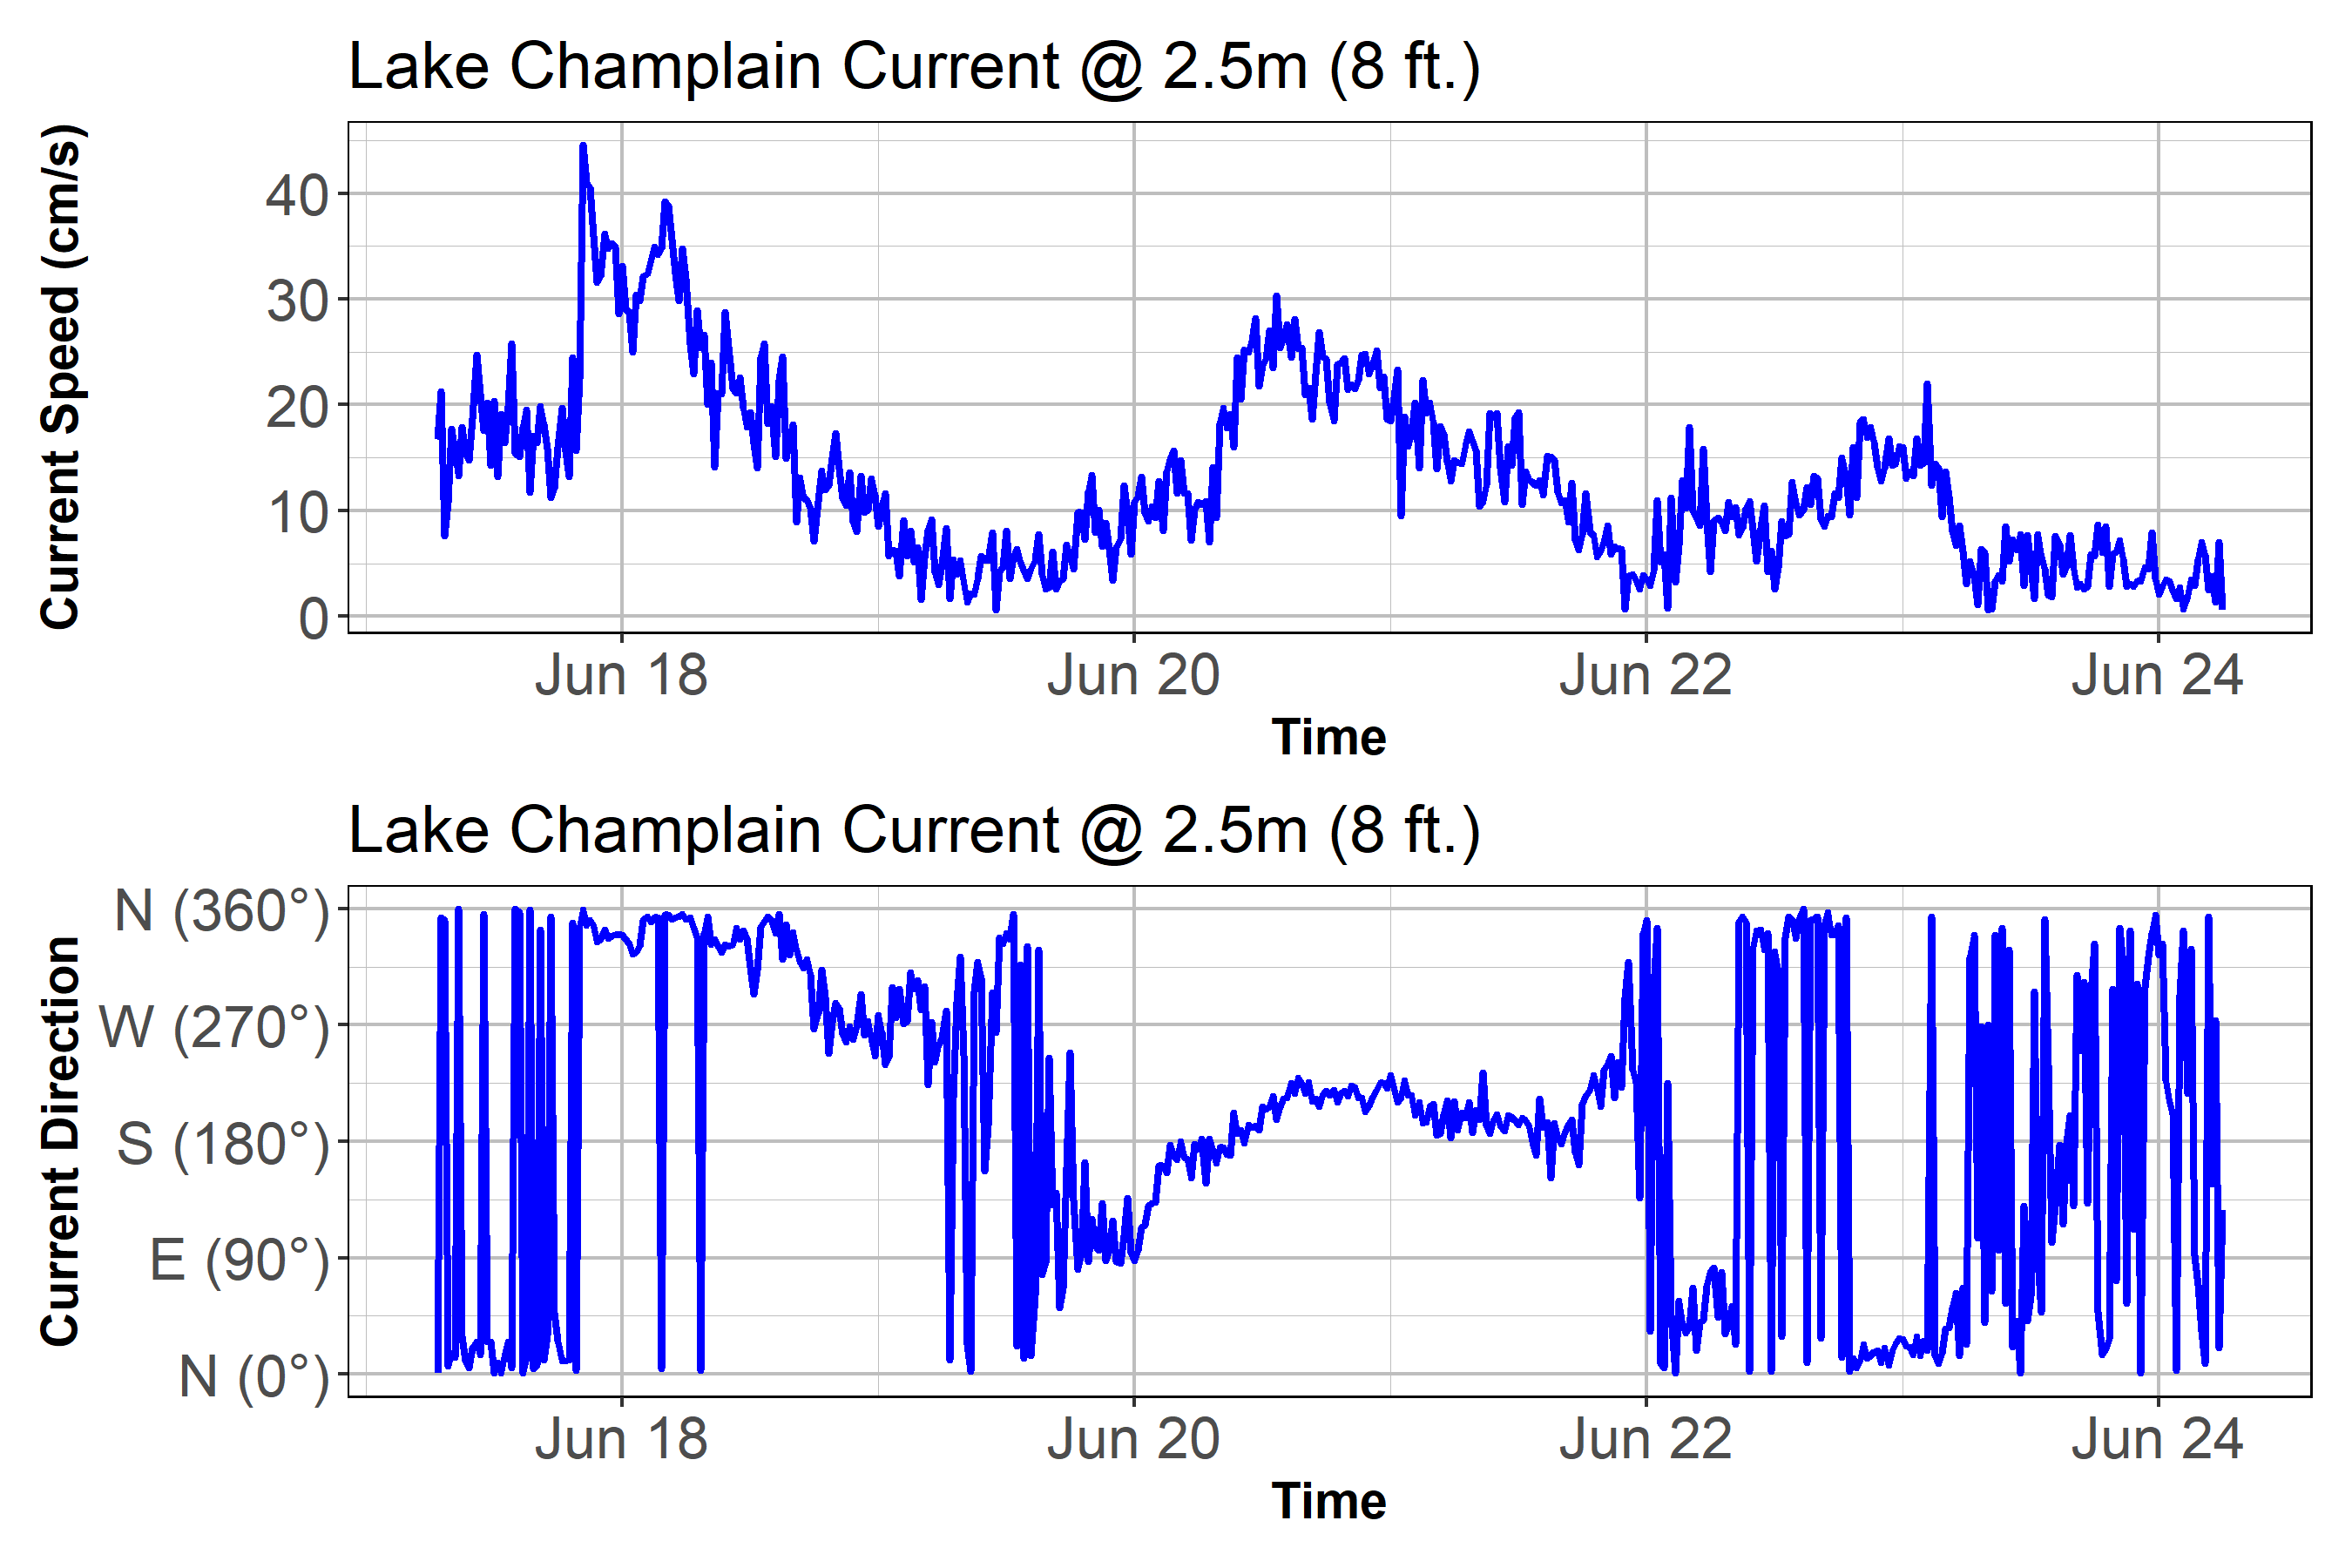 Lake Champlain Current @ 2.5m (8 ft.)
Current Speed (cm/s)
40
30
20
10
0
Jun 18 Jun 20 Jun 22 Jun 24
Time
Lake Champlain Current @ 2.5m (8 ft.)
Current Direction
N (360°)
W (270°)
S (180°)
E (90°)
N (0°)
Jun 18 Jun 20 Jun 22 Jun 24
Time